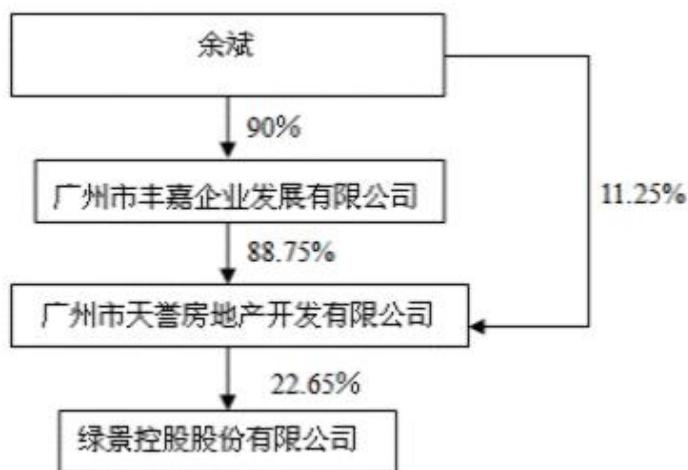 余斌
90%
广州市丰嘉企业发展有限公司
11.25%
88.75%
广州市天誉房地产开发有限公司
22.65%
绿景控股股份有限公司